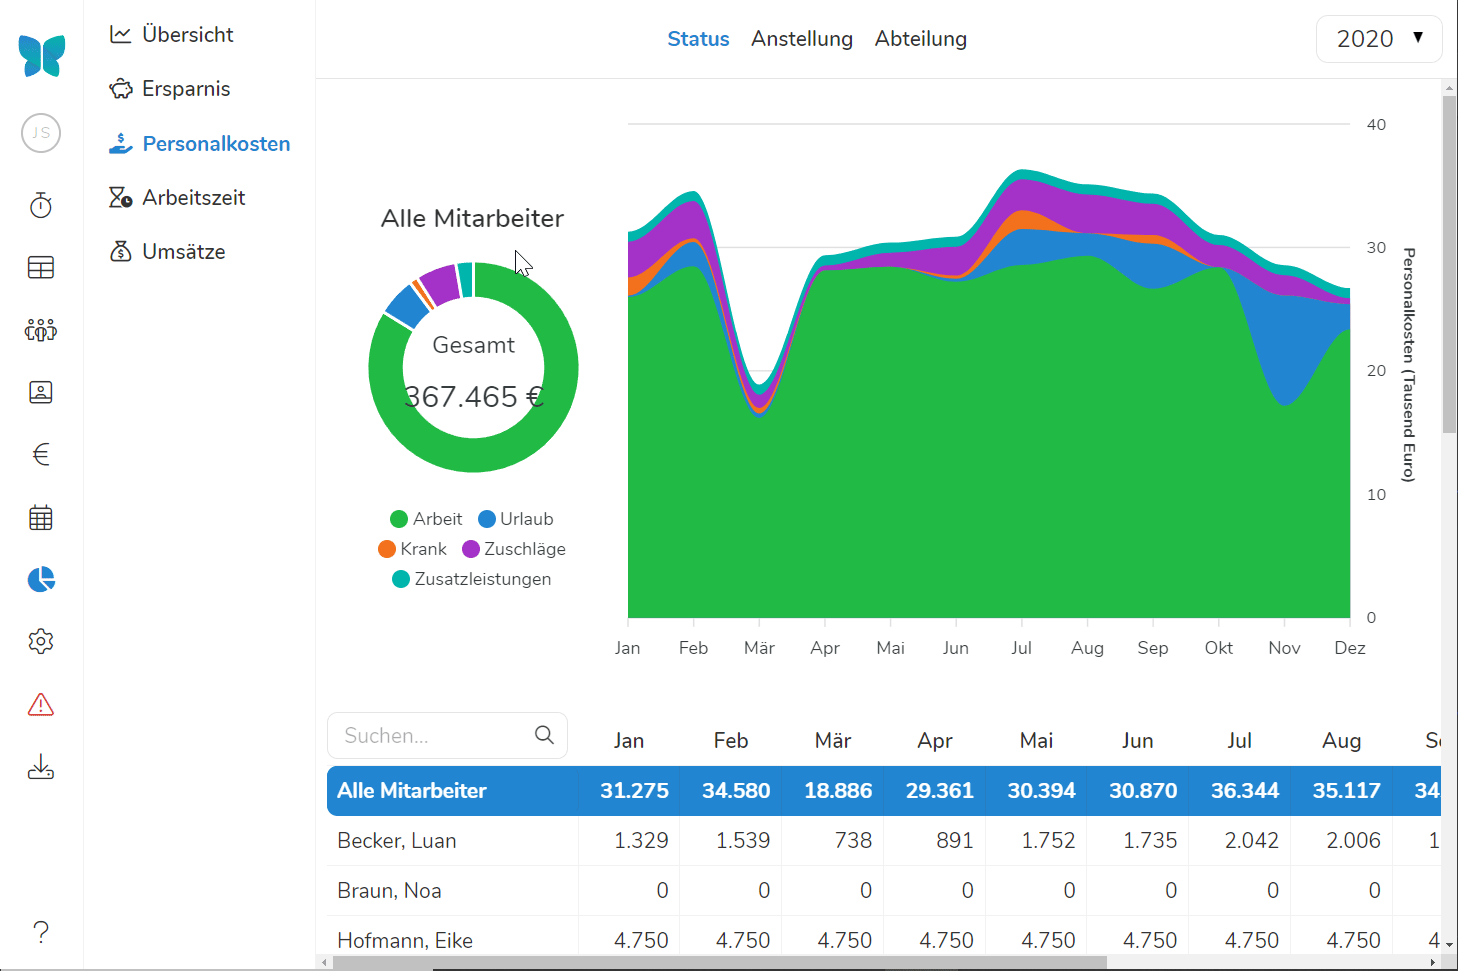 Übersicht
Ersparnis
Personalkosten
Arbeitszeit
Umsätze
JS
Status Anstellung Abteilung
2020
Alle Mitarbeiter
Gesamt
367.465 €
Arbeit Urlaub
Krank Zuschläge
Zusatzleistungen
40
30
20
10
0
Personalkosten (Tausend Euro)
Jan Feb Mär Apr Mai Jun Jul Aug Sep Okt Nov Dez
Suchen... Jan Feb Mär Apr Mai Jun Jul Aug
Alle Mitarbeiter 31.275 34.580 18.886 29.361 30.394 30.870 36.344 35.117 34
Becker, Luan 1.329 1.539 738 891 1.752 1.735 2.042 2.006 1
Braun, Noa 0 0 0 0 0 0 0 0
Hofmann, Eike 4.750 4.750 4.750 4.750 4.750 4.750 4.750 4.750 4
?